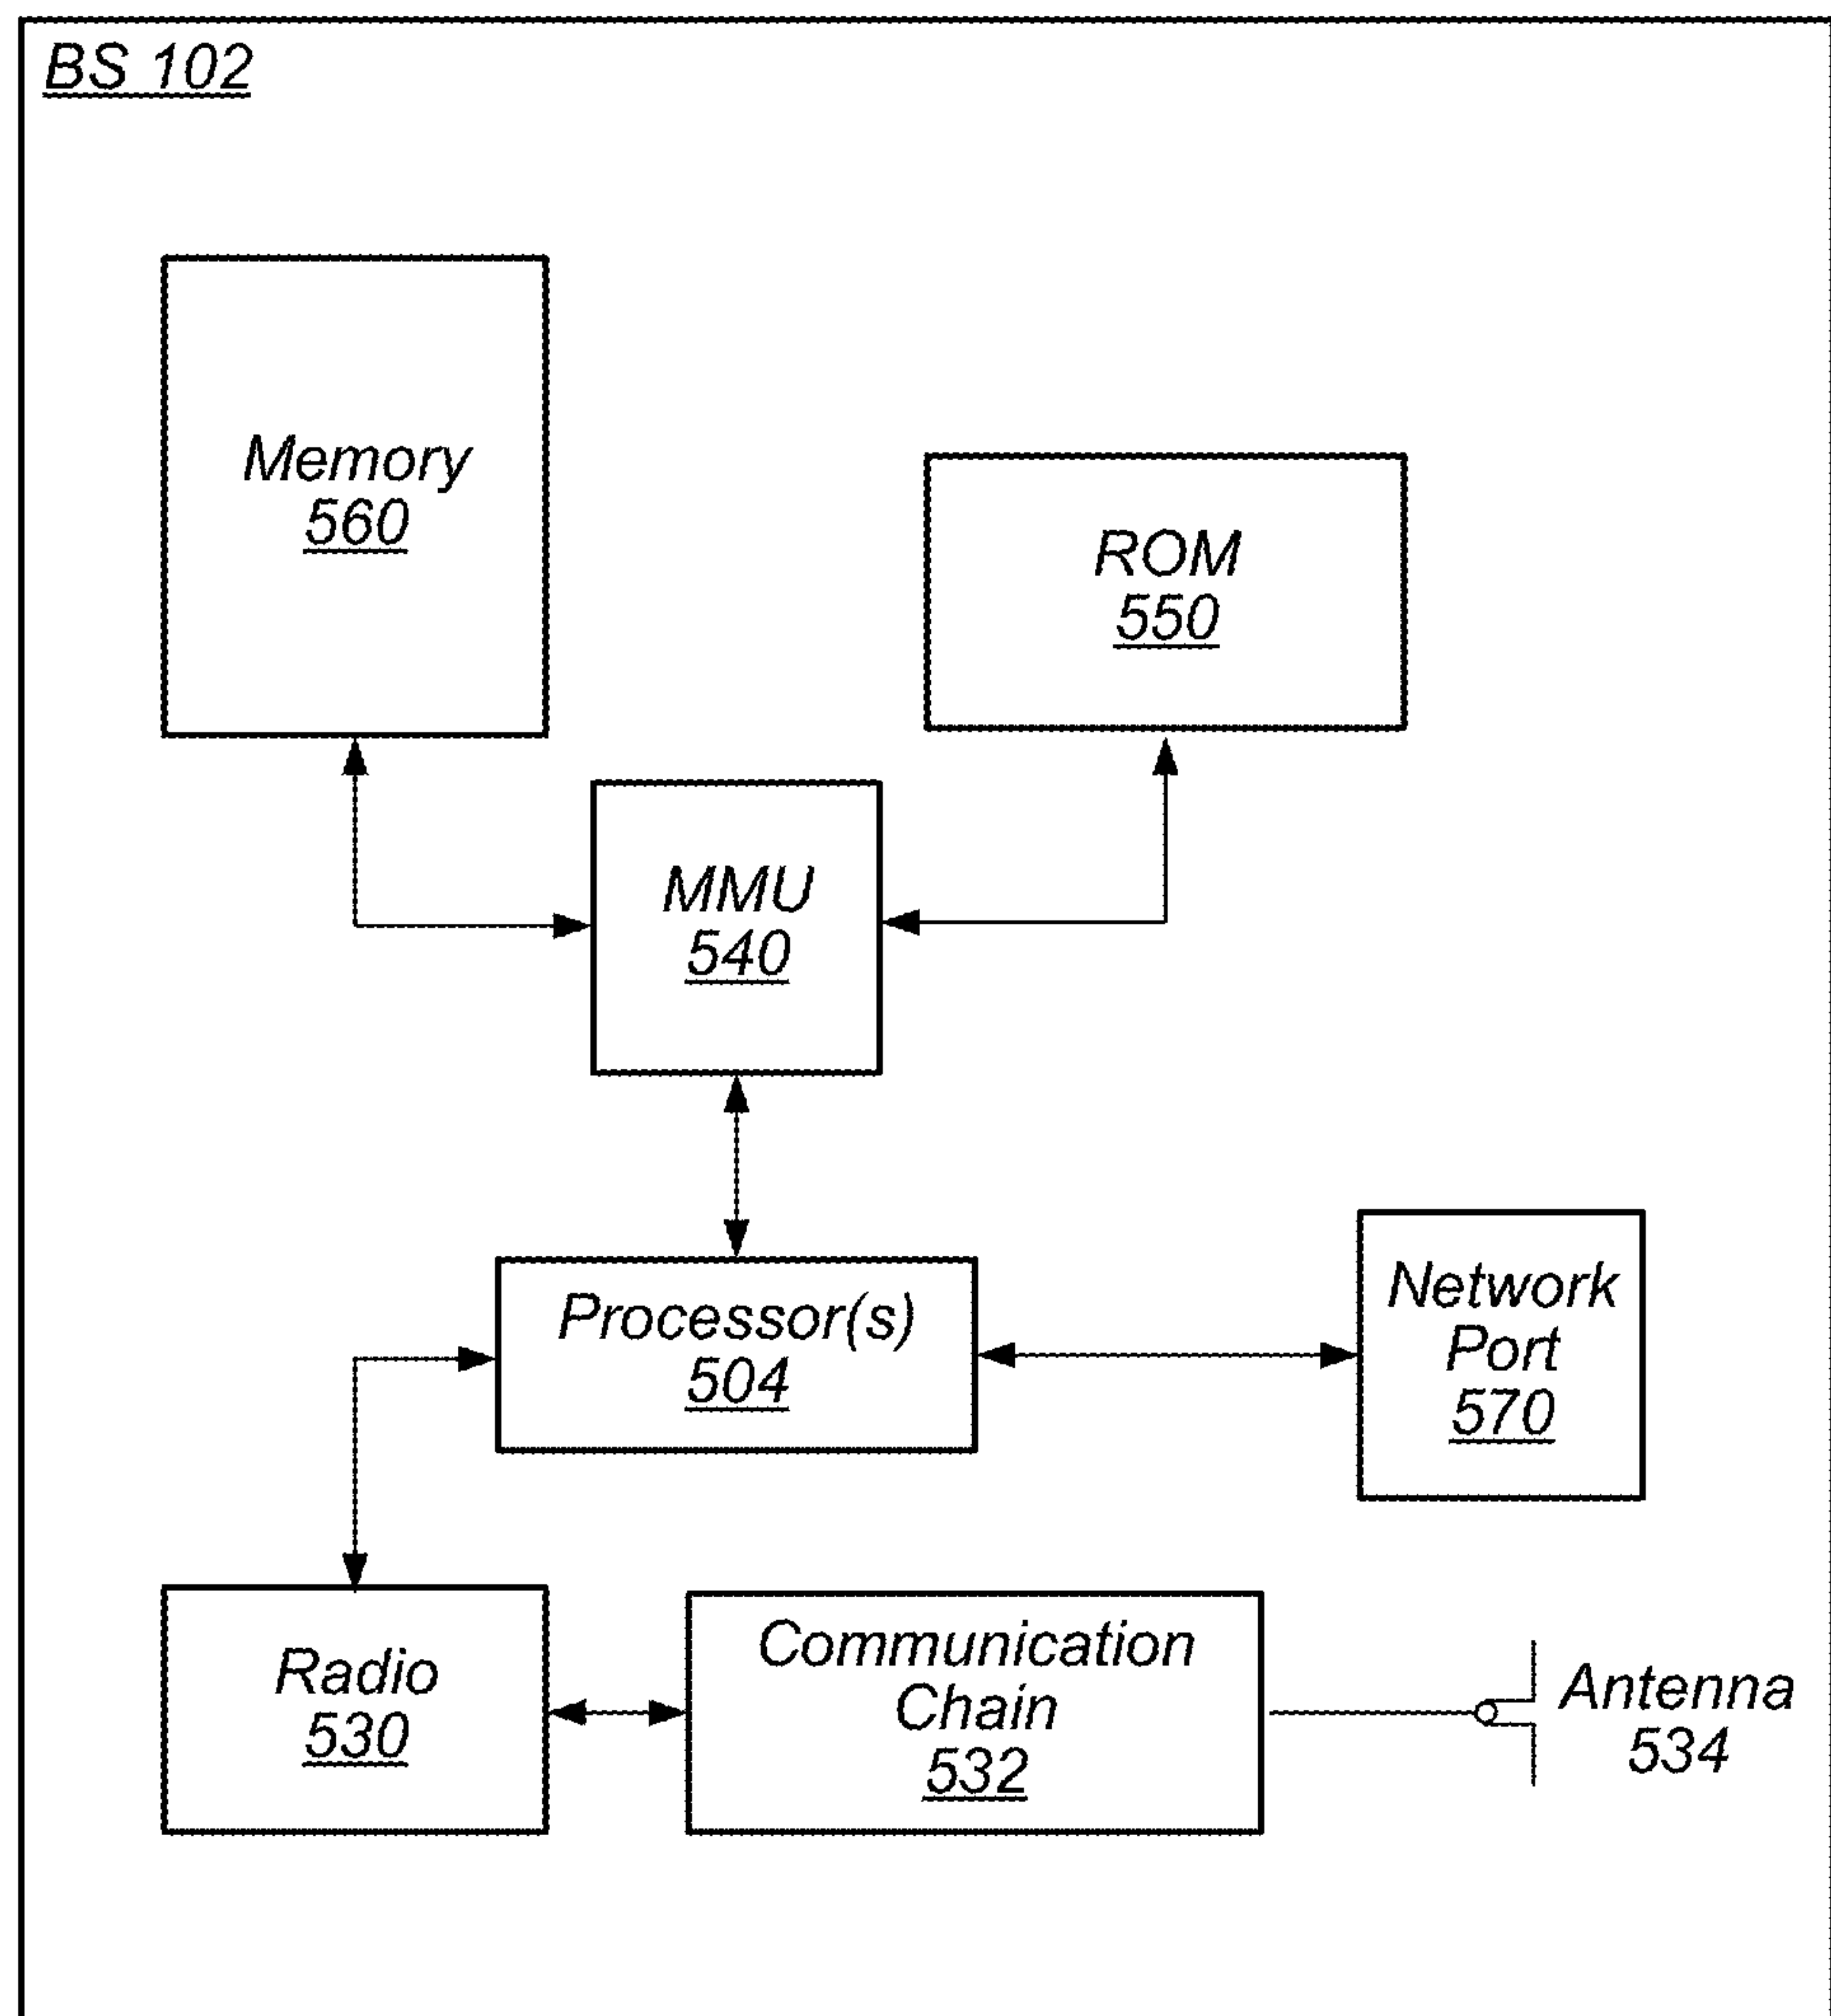 BS 102
Memory
560
ROM
550
MMU
540
Processor(s)
504
Network
Port
570
Radio
530
Communication
Chain
532
Antenna
534